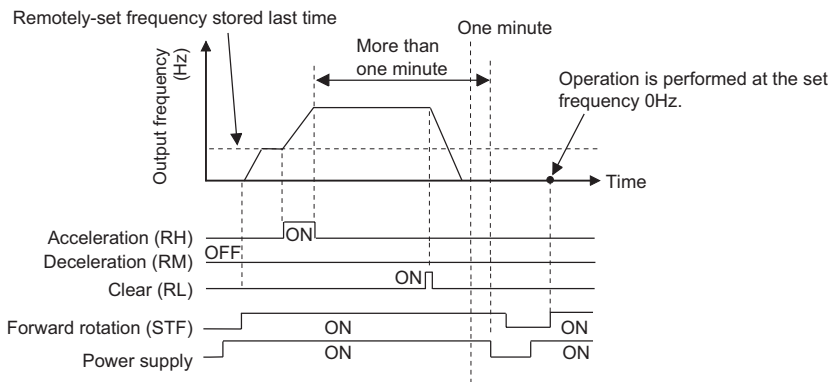 Remotely-set frequency stored last time
One minute
More than
one minute
Operation is performed at the set
frequency 0Hz.
Output frequency
(Hz)
Time
Acceleration (RH)
ON
Deceleration (RM)
OFF
Clear (RL)
ON
Forward rotation (STF)
ON
ON
Power supply
ON
ON